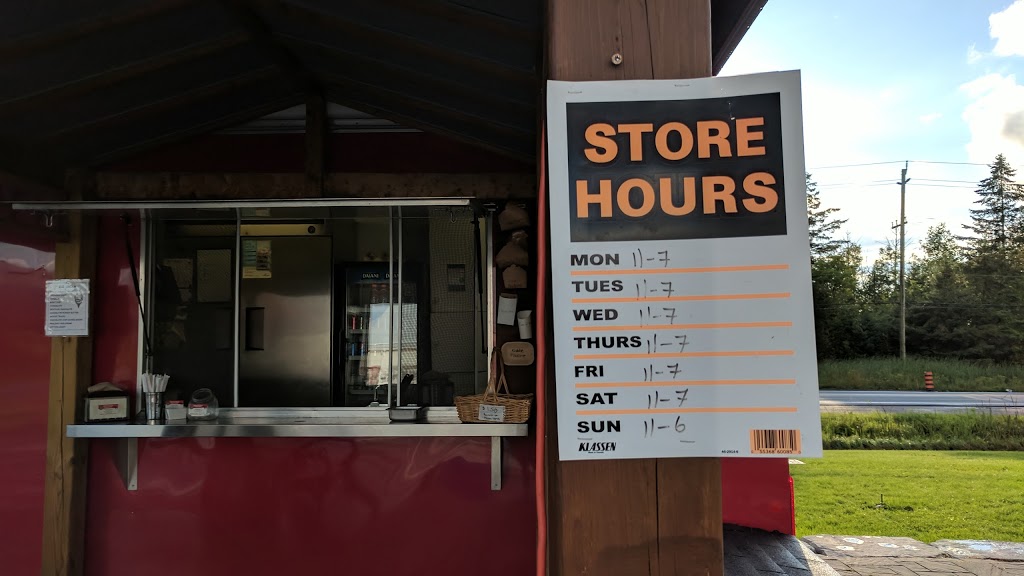 STORE
HOURS
MON 11-7
TUES 11-7
WED 11-7
THURS 11-7
FRI 11-7
SAT 11-7
SUN 11-6
KLASSEN